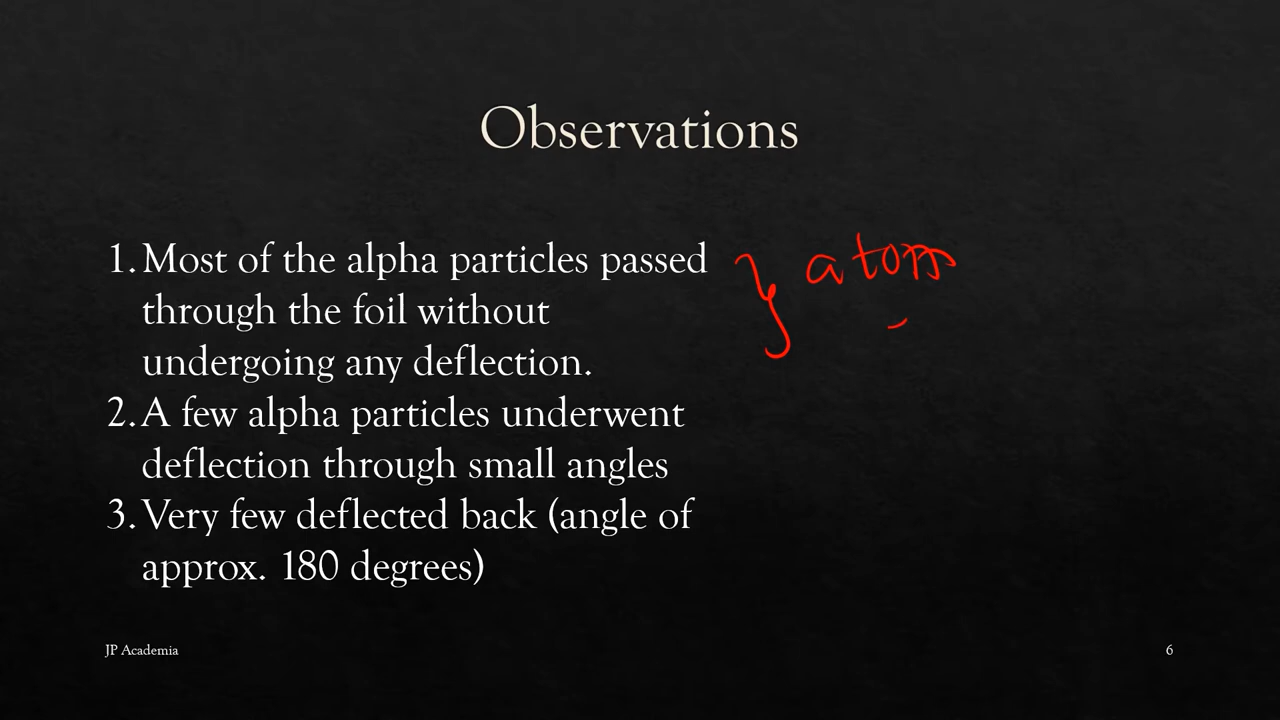 Observations
1. Most of the alpha particles passed
through the foil without
undergoing any deflection.
2. A few alpha particles underwent
deflection through small angles
3. Very few deflected back (angle of
approx. 180 degrees)
atoms
JP Academia
6